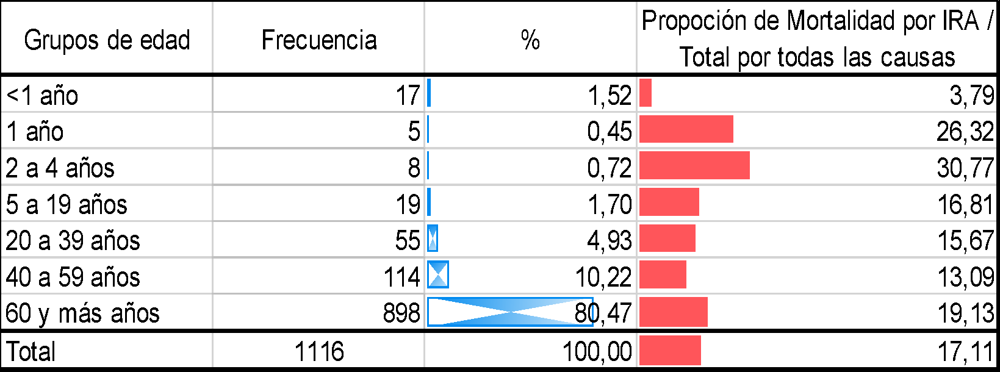 Grupos de edad Frecuencia % Propoción de Mortalidad por IRA /
Total por todas las causas
<1 año 17 1,52 3,79
1 año 5 0,45 26,32
2 a 4 años 8 0,72 30,77
5 a 19 años 19 1,70 16,81
20 a 39 años 55 4,93 15,67
40 a 59 años 114 10,22 13,09
60 y más años 898 80,47 19,13
Total 1116 100,00 17,11